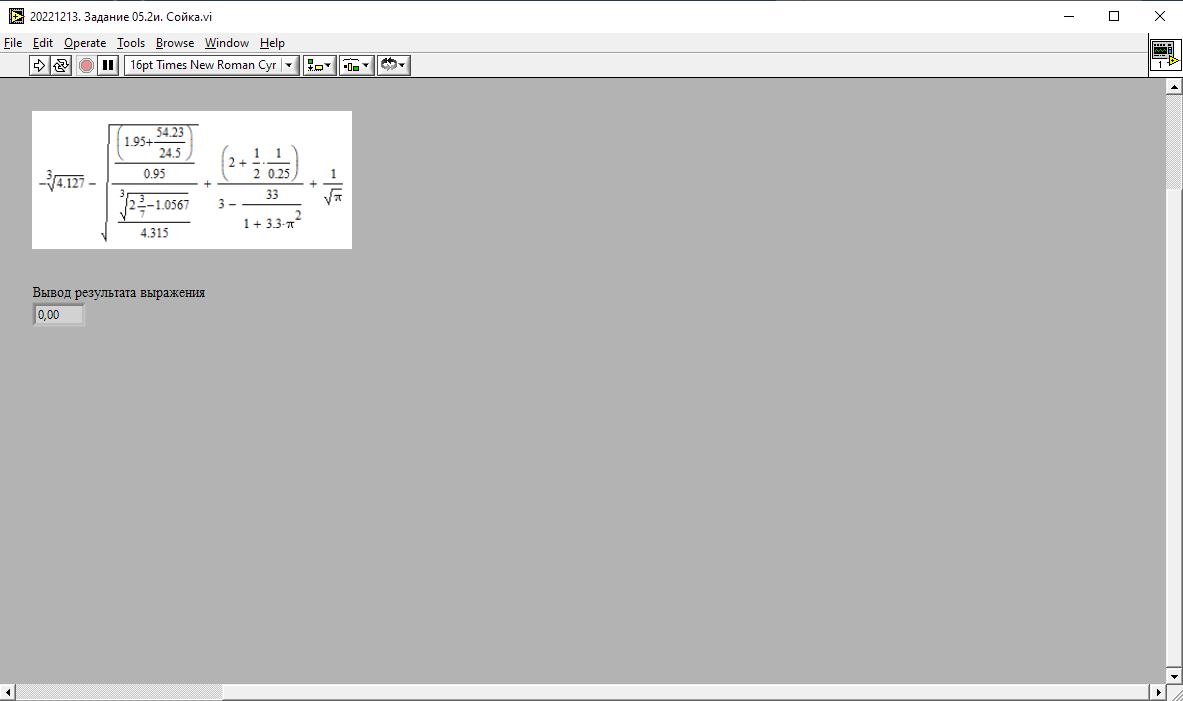 20221213. Задание 05.2и. Сойка.vi
File Edit Operate Tools Browse Window Help
16pt Times New Roman Cyr
1
-∛4.127 - √(((1.95+54.23/24.5)/0.95)/(∛(2 3/7-1.0567)/4.315)) + (2 + 1/2·1/0.25)/(3 - 33/(1 + 3.3·π²)) + 1/√π
Вывод результата выражения
0,00